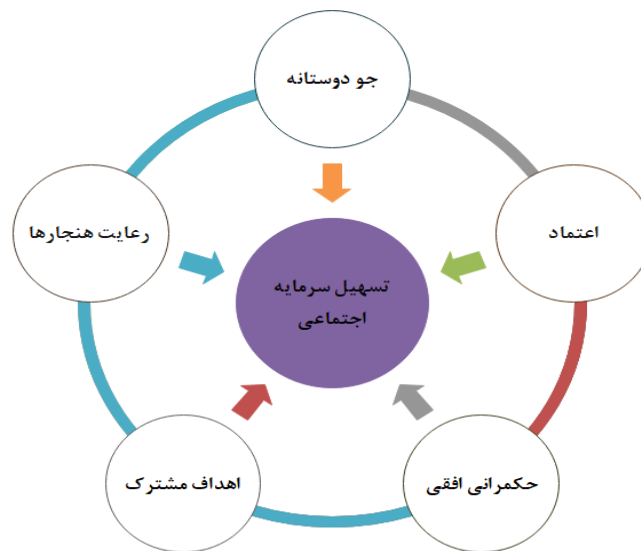 جو دوستانه
اعتماد
رعایت هنجارها
تسهیل سرمایه
اجتماعی
حکمرانی افقی
اهداف مشترک